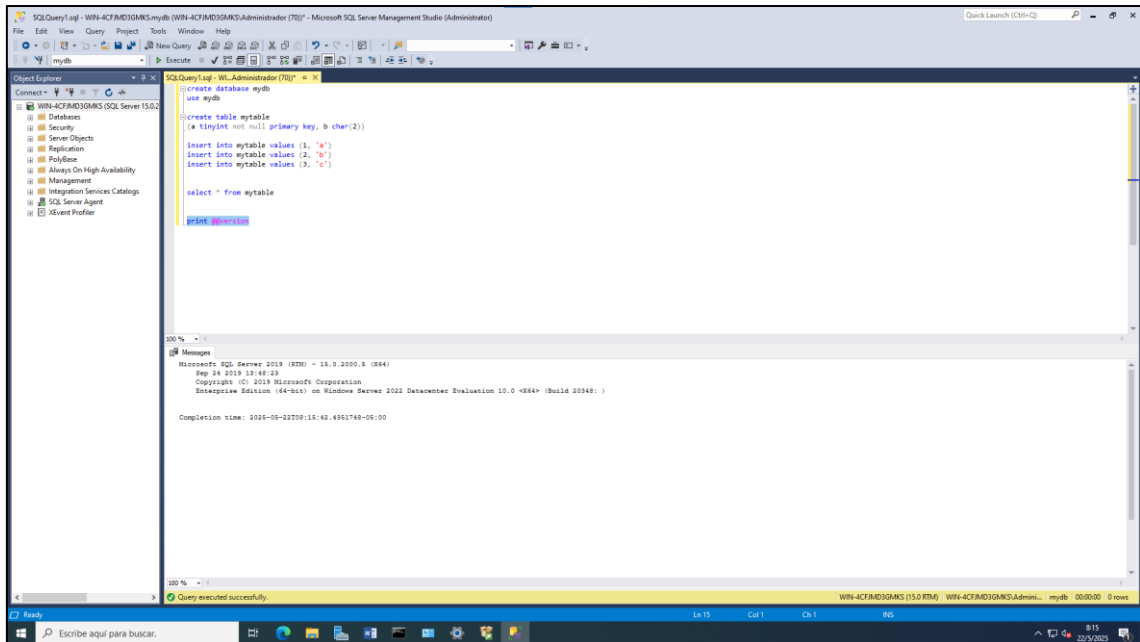 SQLQuery1.sql - WIN-4CFJMD3GMKS.mydb (WIN-4CFJMD3GMKS\Administrador (70))* - Microsoft SQL Server Management Studio (Administrator)
Quick Launch (Ctrl+Q)
File Edit View Query Project Tools Window Help
New Query
mydb
Execute
Object Explorer
SQLQuery1.sql - WI...Administrador (70))*
Connect
WIN-4CFJMD3GMKS (SQL Server 15.0.2
Databases
Security
Server Objects
Replication
PolyBase
Always On High Availability
Management
Integration Services Catalogs
SQL Server Agent
XEvent Profiler
create database mydb
use mydb
create table mytable
(a tinyint not null primary key, b char(2))
insert into mytable values (1, 'a')
insert into mytable values (2, 'b')
insert into mytable values (3, 'c')
select * from mytable
print @@version
100 %
Messages
Microsoft SQL Server 2019 (RTM) - 15.0.2000.5 (X64)
Sep 24 2019 13:48:23
Copyright (C) 2019 Microsoft Corporation
Enterprise Edition (64-bit) on Windows Server 2022 Datacenter Evaluation 10.0 <X64> (Build 20348: )
Completion time: 2025-05-22T08:15:42.4351748-05:00
100 %
Query executed successfully.
WIN-4CFJMD3GMKS (15.0 RTM) WIN-4CFJMD3GMKS\Admini... mydb 00:00:00 0 rows
Ready
Ln 15 Col 1 Ch 1 INS
Escribe aquí para buscar.
8:15
22/5/2025